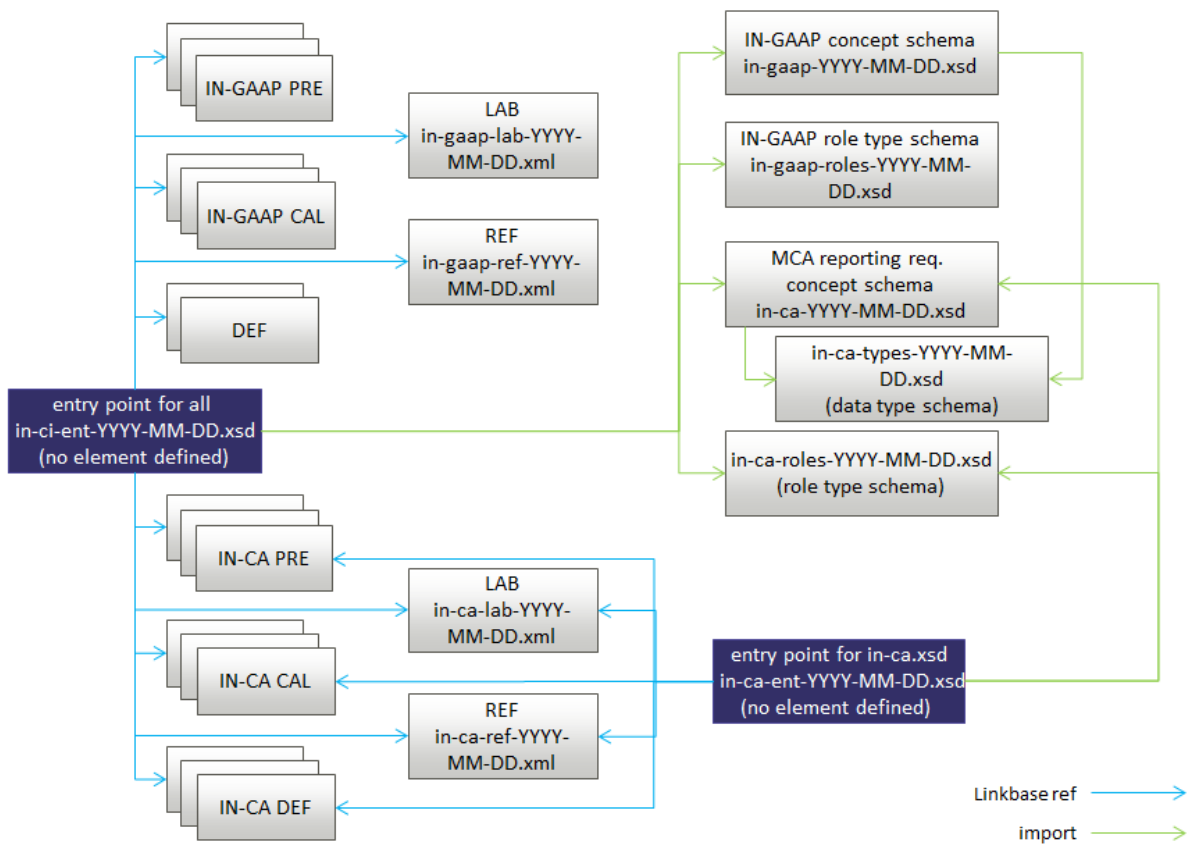 IN-GAAP PRE
LAB
in-gaap-lab-YYYY-
MM-DD.xml
IN-GAAP CAL
REF
in-gaap-ref-YYYY-
MM-DD.xml
DEF
entry point for all
in-ci-ent-YYYY-MM-DD.xsd
(no element defined)
IN-CA PRE
LAB
in-ca-lab-YYYY-
MM-DD.xml
IN-CA CAL
REF
in-ca-ref-YYYY-
MM-DD.xml
IN-CA DEF
IN-GAAP concept schema
in-gaap-YYYY-MM-DD.xsd
IN-GAAP role type schema
in-gaap-roles-YYYY-MM-
DD.xsd
MCA reporting req.
concept schema
in-ca-YYYY-MM-DD.xsd
in-ca-types-YYYY-MM-
DD.xsd
(data type schema)
in-ca-roles-YYYY-MM-DD.xsd
(role type schema)
entry point for in-ca.xsd
in-ca-ent-YYYY-MM-DD.xsd
(no element defined)
Linkbase ref
import